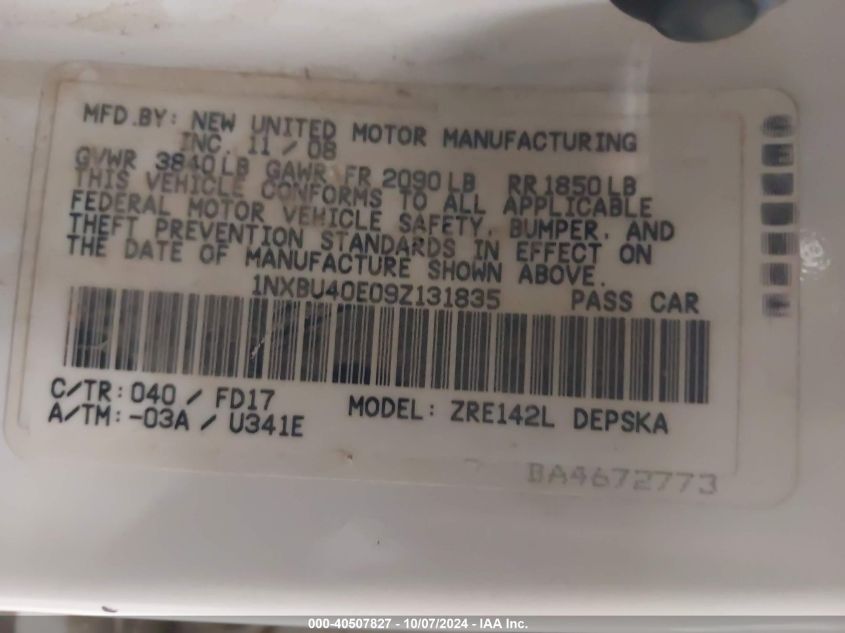 MFD.BY: NEW UNITED MOTOR MANUFACTURING
INC. 11 / 08
GVWR 3840LB GAWR FR 2090LB RR1850LB
THIS VEHICLE CONFORMS TO ALL APPLICABLE
FEDERAL MOTOR VEHICLE SAFETY, BUMPER, AND
THEFT PREVENTION STANDARDS IN EFFECT ON
THE DATE OF MANUFACTURE SHOWN ABOVE.
1NXBU40E09Z131835 PASS CAR
C/TR: 040 / FD17
A/TM: -03A / U341E
MODEL: ZRE142L DEPSKA
BA4672773
000-40507827 - 10/07/2024 - IAA Inc.